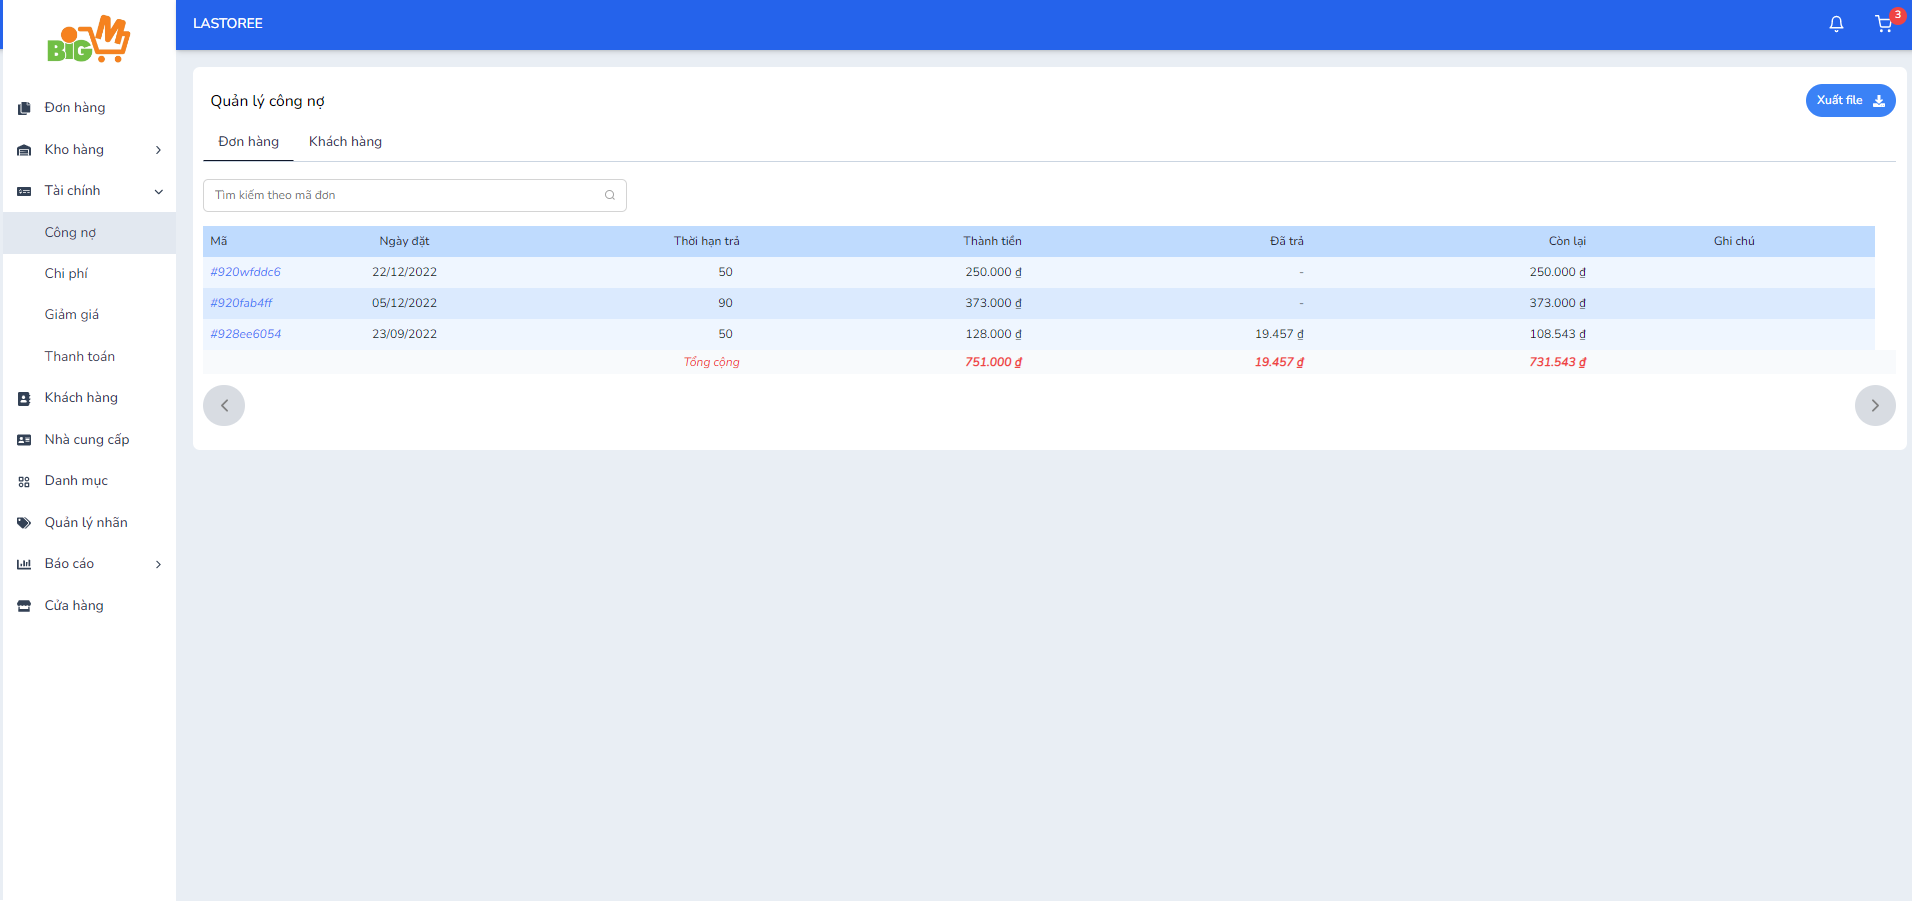 BiG M
LASTOREE
3
Đơn hàng
Kho hàng
Tài chính
Công nợ
Chi phí
Giảm giá
Thanh toán
Khách hàng
Nhà cung cấp
Danh mục
Quản lý nhãn
Báo cáo
Cửa hàng
Quản lý công nợ
Xuất file
Đơn hàng Khách hàng
Tìm kiếm theo mã đơn
Mã Ngày đặt Thời hạn trả Thành tiền Đã trả Còn lại Ghi chú
#920wfddc6 22/12/2022 50 250.000 ₫ - 250.000 ₫
#920fab4ff 05/12/2022 90 373.000 ₫ - 373.000 ₫
#928ee6054 23/09/2022 50 128.000 ₫ 19.457 ₫ 108.543 ₫
Tổng cộng 751.000 ₫ 19.457 ₫ 731.543 ₫